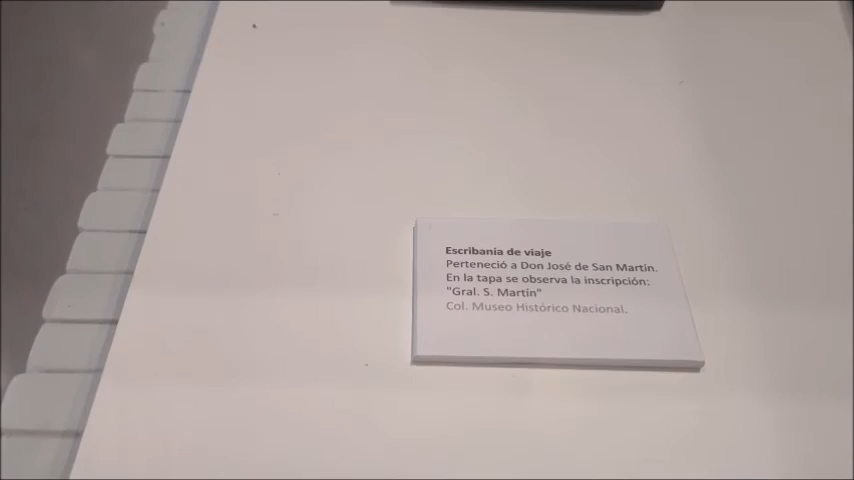 Escribanía de viaje
Perteneció a Don José de San Martín.
En la tapa se observa la inscripción:
"Gral. S. Martín"
Col. Museo Histórico Nacional.